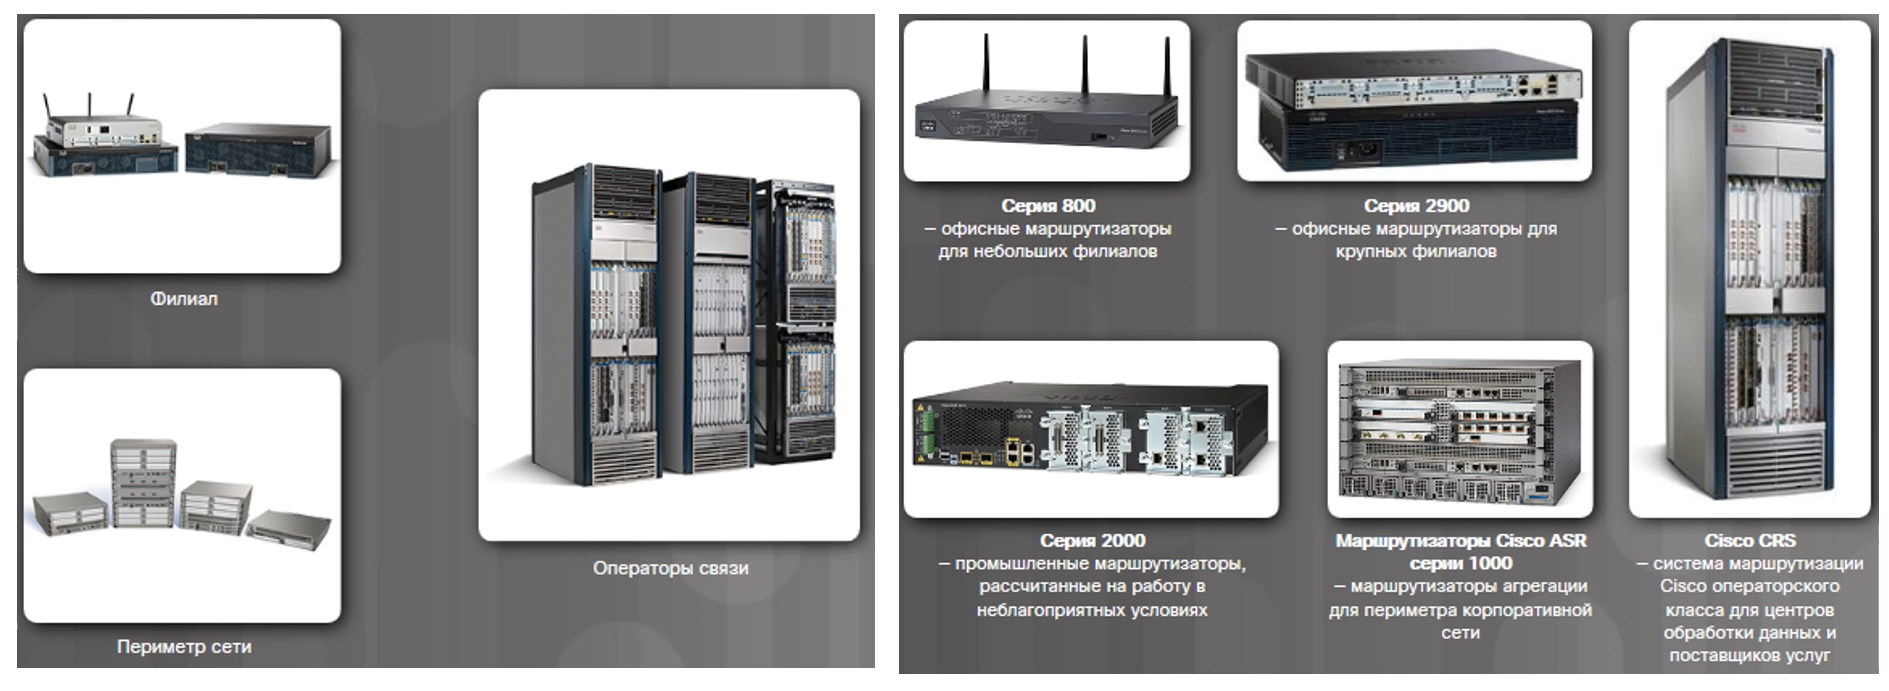 Филиал
Операторы связи
Периметр сети
Серия 800
– офисные маршрутизаторы
для небольших филиалов
Серия 2900
– офисные маршрутизаторы для
крупных филиалов
Серия 2000
– промышленные маршрутизаторы,
рассчитанные на работу в
неблагоприятных условиях
Маршрутизаторы Cisco ASR
серии 1000
– маршрутизаторы агрегации
для периметра корпоративной
сети
Cisco CRS
– система маршрутизации
Cisco операторского
класса для центров
обработки данных и
поставщиков услуг